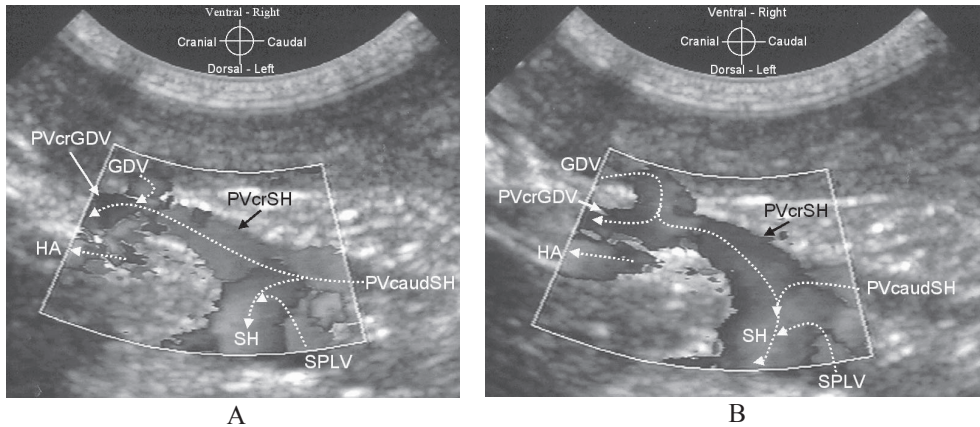 Ventral - Right
Cranial
Caudal
Dorsal - Left
PVcrGDV
GDV
PVcrSH
HA
PVcaudSH
SH
SPLV
A
Ventral - Right
Cranial
Caudal
Dorsal - Left
GDV
PVcrGDV
PVcrSH
HA
PVcaudSH
SH
SPLV
B